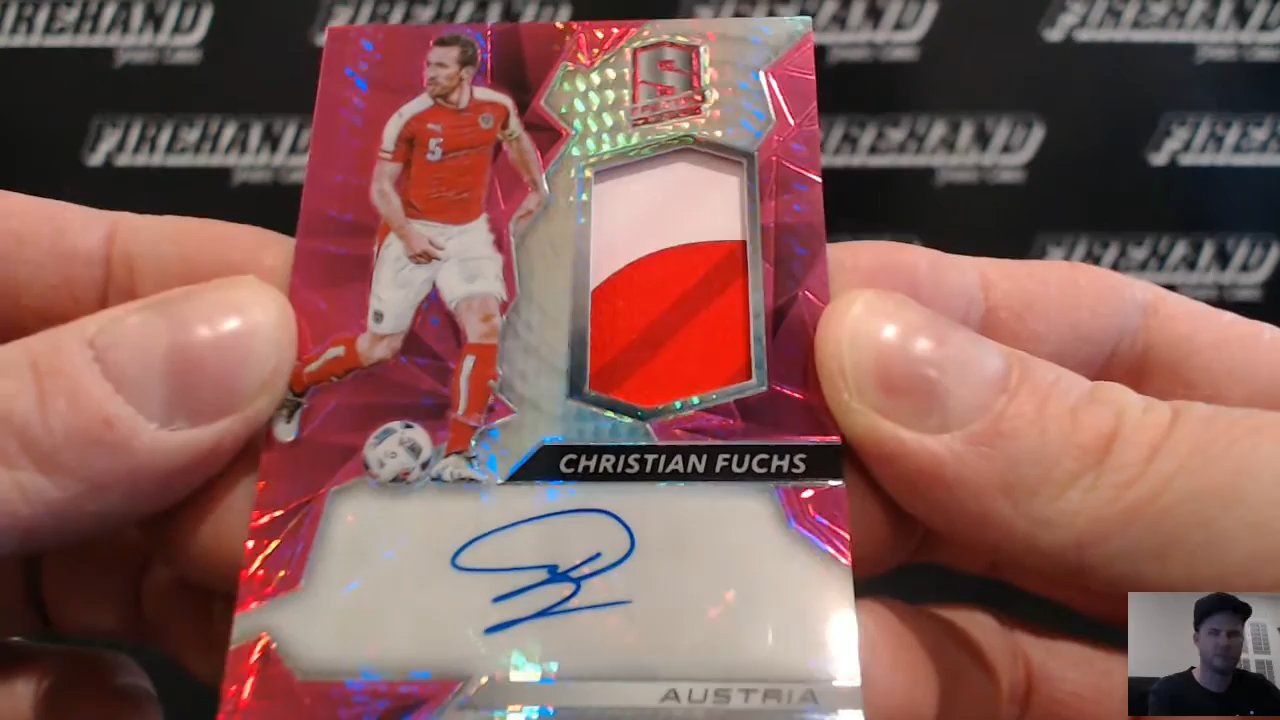 FIREHAND
FIREHAND
FIREHAND
FIREHAND
FIREHAND
FIREHAND
FIREHAND
S
5
CHRISTIAN FUCHS
AUSTRIA